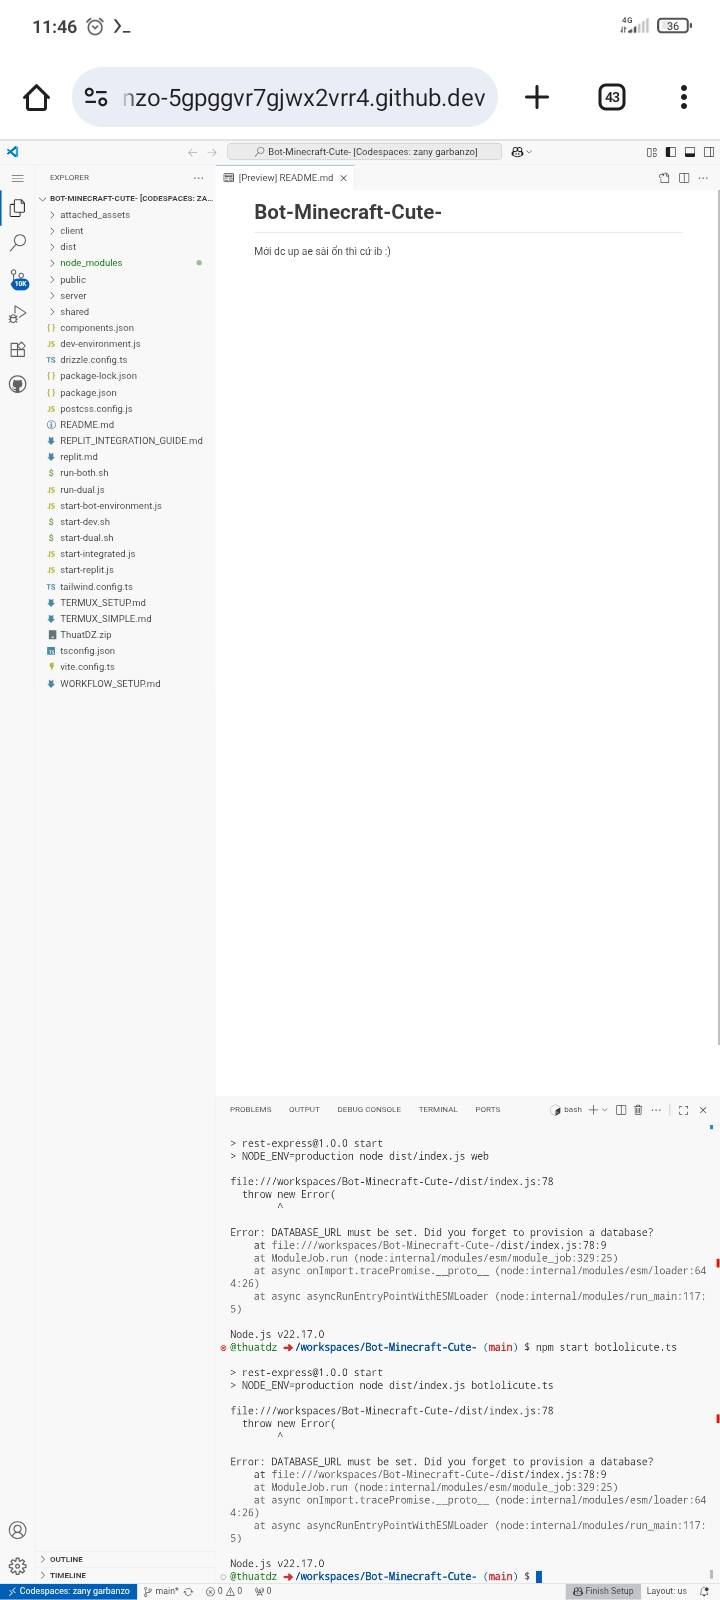 11:46
4G
36
nzo-5gpggvr7gjwx2vrr4.github.dev
43
Bot-Minecraft-Cute- [Codespaces: zany garbanzo]
EXPLORER
[Preview] README.md
BOT-MINECRAFT-CUTE- [CODESPACES: ZA...
attached_assets
client
dist
node_modules
public
server
shared
components.json
dev-environment.js
TS drizzle.config.ts
package-lock.json
package.json
JS postcss.config.js
README.md
REPLIT_INTEGRATION_GUIDE.md
replit.md
$ run-both.sh
JS run-dual.js
JS start-bot-environment.js
$ start-dev.sh
$ start-dual.sh
JS start-integrated.js
JS start-replit.js
TS tailwind.config.ts
TERMUX_SETUP.md
TERMUX_SIMPLE.md
ThuatDZ.zip
tsconfig.json
vite.config.ts
WORKFLOW_SETUP.md
10K
Bot-Minecraft-Cute-
Mới dc up ae sài ổn thì cứ ib :)
PROBLEMS OUTPUT DEBUG CONSOLE TERMINAL PORTS
bash
> rest-express@1.0.0 start
> NODE_ENV=production node dist/index.js web
file:///workspaces/Bot-Minecraft-Cute-/dist/index.js:78
throw new Error(
^
Error: DATABASE_URL must be set. Did you forget to provision a database?
at file:///workspaces/Bot-Minecraft-Cute-/dist/index.js:78:9
at ModuleJob.run (node:internal/modules/esm/module_job:329:25)
at async onImport.tracePromise.__proto__ (node:internal/modules/esm/loader:64
4:26)
at async asyncRunEntryPointWithESMLoader (node:internal/modules/run_main:117:
5)
Node.js v22.17.0
@thuatdz ➜ /workspaces/Bot-Minecraft-Cute- (main) $ npm start botlolicute.ts
> rest-express@1.0.0 start
> NODE_ENV=production node dist/index.js botlolicute.ts
file:///workspaces/Bot-Minecraft-Cute-/dist/index.js:78
throw new Error(
^
Error: DATABASE_URL must be set. Did you forget to provision a database?
at file:///workspaces/Bot-Minecraft-Cute-/dist/index.js:78:9
at ModuleJob.run (node:internal/modules/esm/module_job:329:25)
at async onImport.tracePromise.__proto__ (node:internal/modules/esm/loader:64
4:26)
at async asyncRunEntryPointWithESMLoader (node:internal/modules/run_main:117:
5)
Node.js v22.17.0
@thuatdz ➜ /workspaces/Bot-Minecraft-Cute- (main) $
OUTLINE
TIMELINE
Codespaces: zany garbanzo
main*
0 0
0
Finish Setup
Layout: us